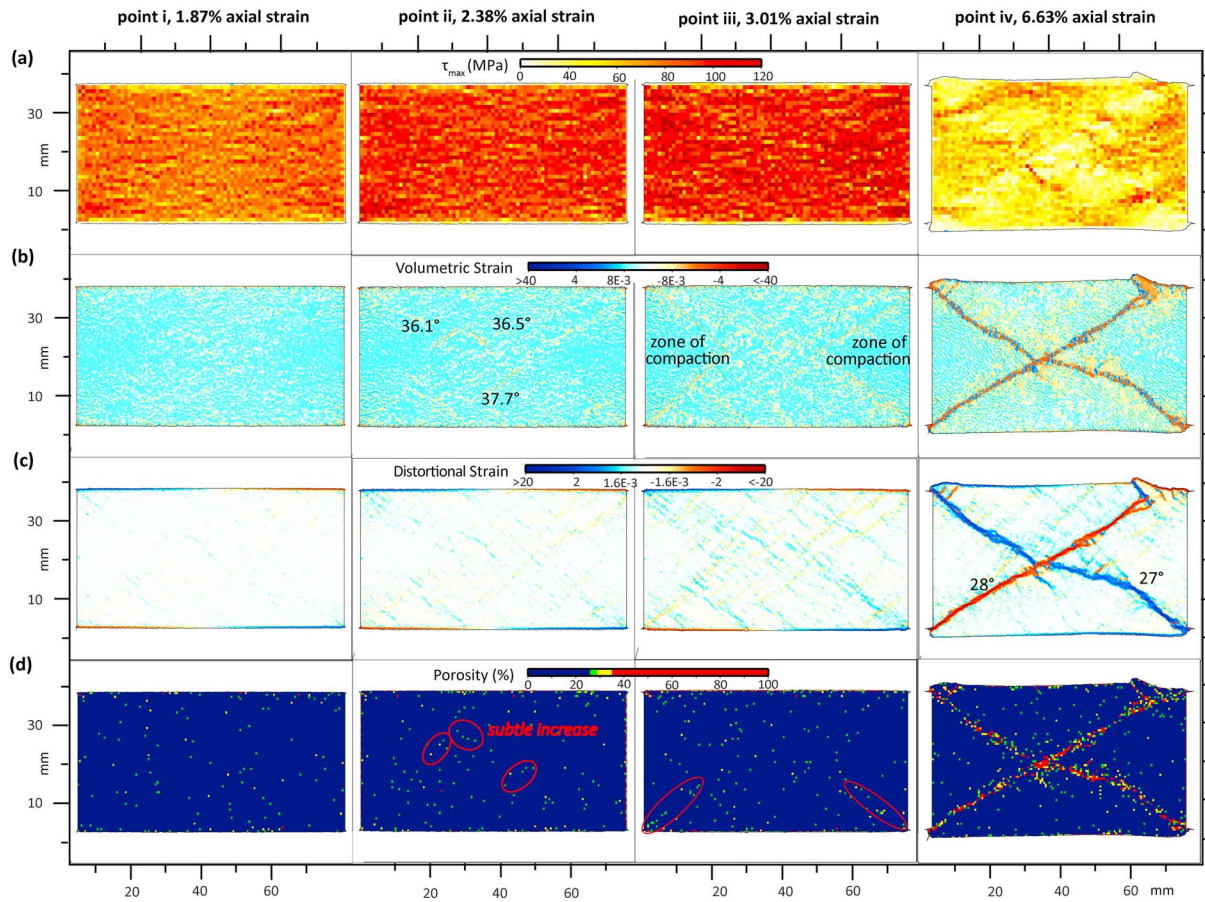 point i, 1.87% axial strain
point ii, 2.38% axial strain
point iii, 3.01% axial strain
point iv, 6.63% axial strain
(a)
τmax (MPa)
0 40 60 80 100 120
30
mm
10
(b)
Volumetric Strain
>40 4 8E-3 -8E-3 -4 <-40
30
mm
10
36.1°
36.5°
37.7°
zone of
compaction
zone of
compaction
(c)
Distortional Strain
>20 2 1.6E-3 -1.6E-3 -2 <-20
30
mm
10
28°
27°
(d)
Porosity (%)
0 20 40 60 80 100
30
mm
10
subtle increase
20 40 60
20 40 60
20 40 60
20 40 60 mm